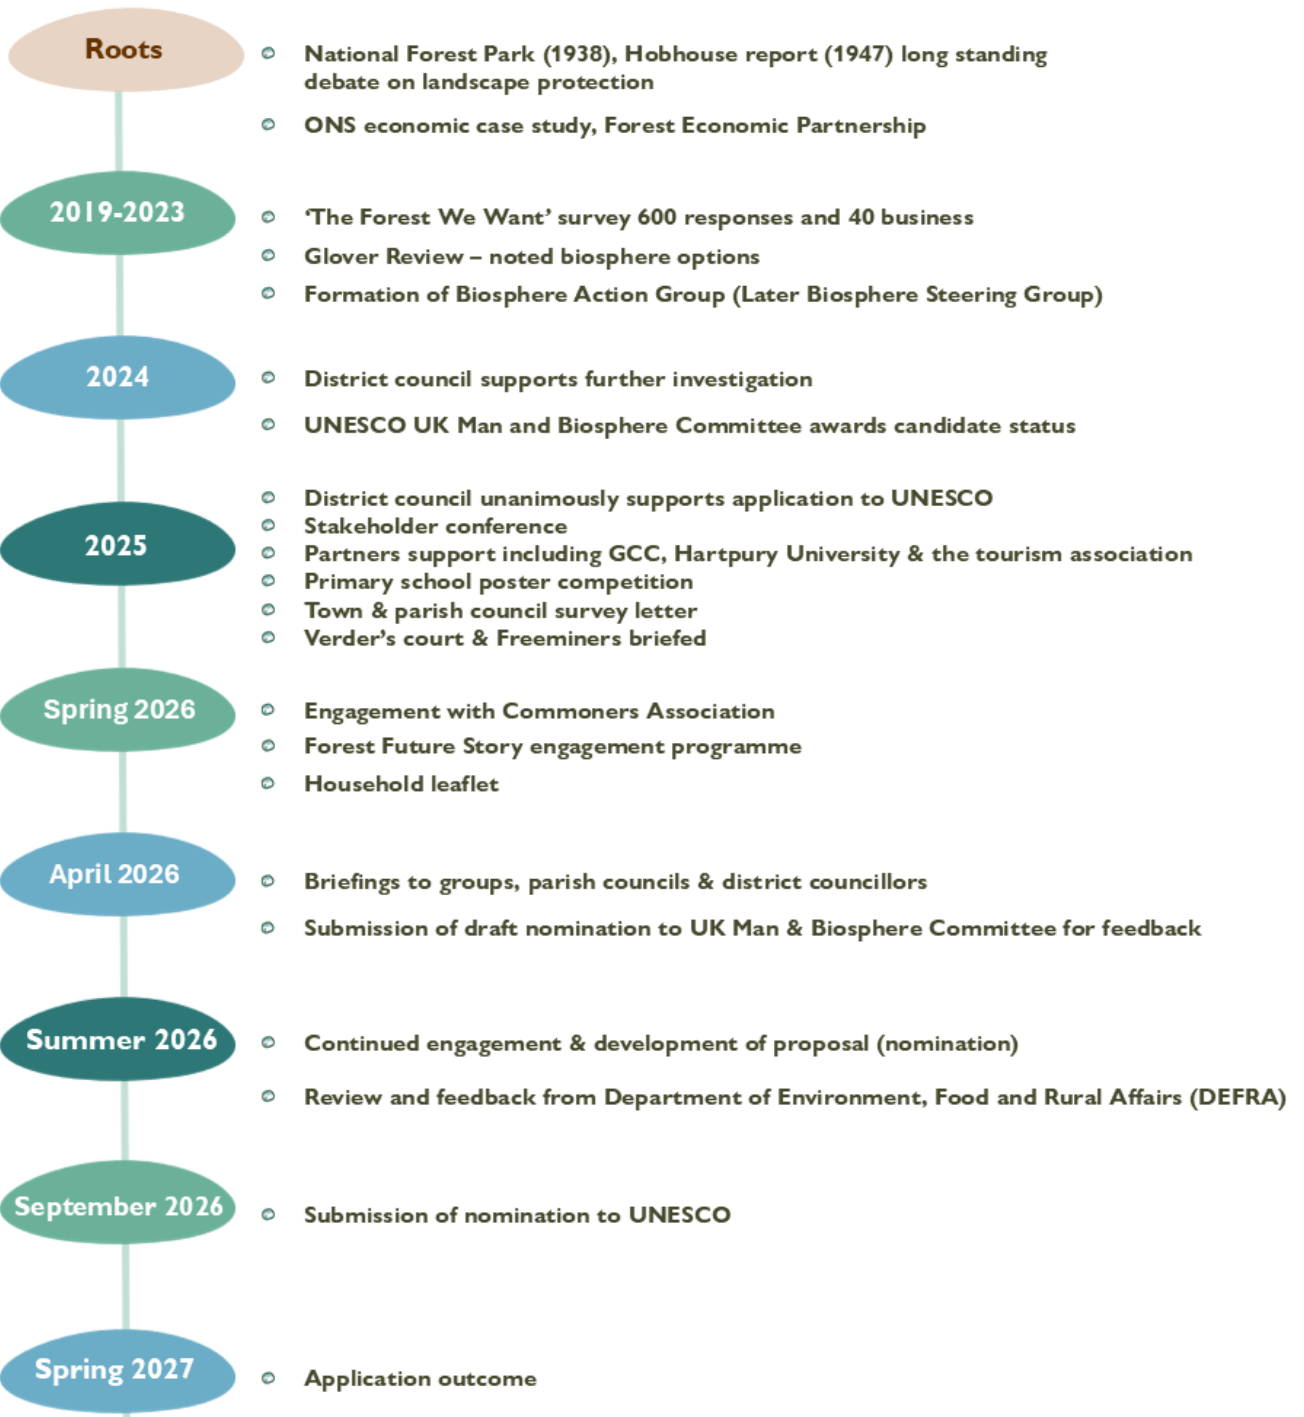 Roots
National Forest Park (1938), Hobhouse report (1947) long standing
debate on landscape protection
ONS economic case study, Forest Economic Partnership
2019-2023
‘The Forest We Want’ survey 600 responses and 40 business
Glover Review – noted biosphere options
Formation of Biosphere Action Group (Later Biosphere Steering Group)
2024
District council supports further investigation
UNESCO UK Man and Biosphere Committee awards candidate status
2025
District council unanimously supports application to UNESCO
Stakeholder conference
Partners support including GCC, Hartpury University & the tourism association
Primary school poster competition
Town & parish council survey letter
Verder’s court & Freeminers briefed
Spring 2026
Engagement with Commoners Association
Forest Future Story engagement programme
Household leaflet
April 2026
Briefings to groups, parish councils & district councillors
Submission of draft nomination to UK Man & Biosphere Committee for feedback
Summer 2026
Continued engagement & development of proposal (nomination)
Review and feedback from Department of Environment, Food and Rural Affairs (DEFRA)
September 2026
Submission of nomination to UNESCO
Spring 2027
Application outcome